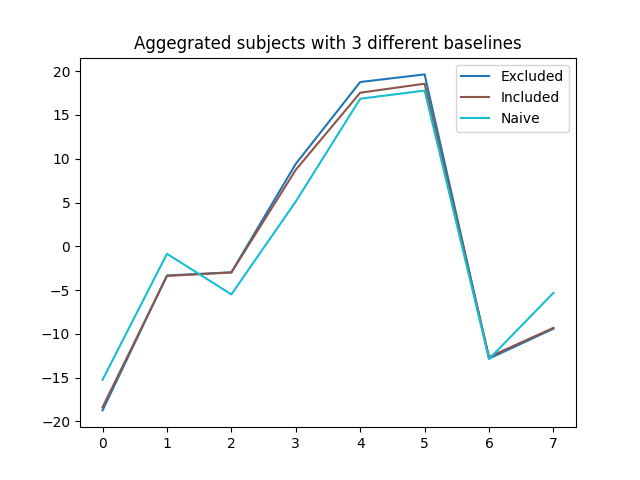 Aggegrated subjects with 3 different baselines
20
15
10
5
0
−5
−10
−15
−20
Excluded
Included
Naive
0 1 2 3 4 5 6 7